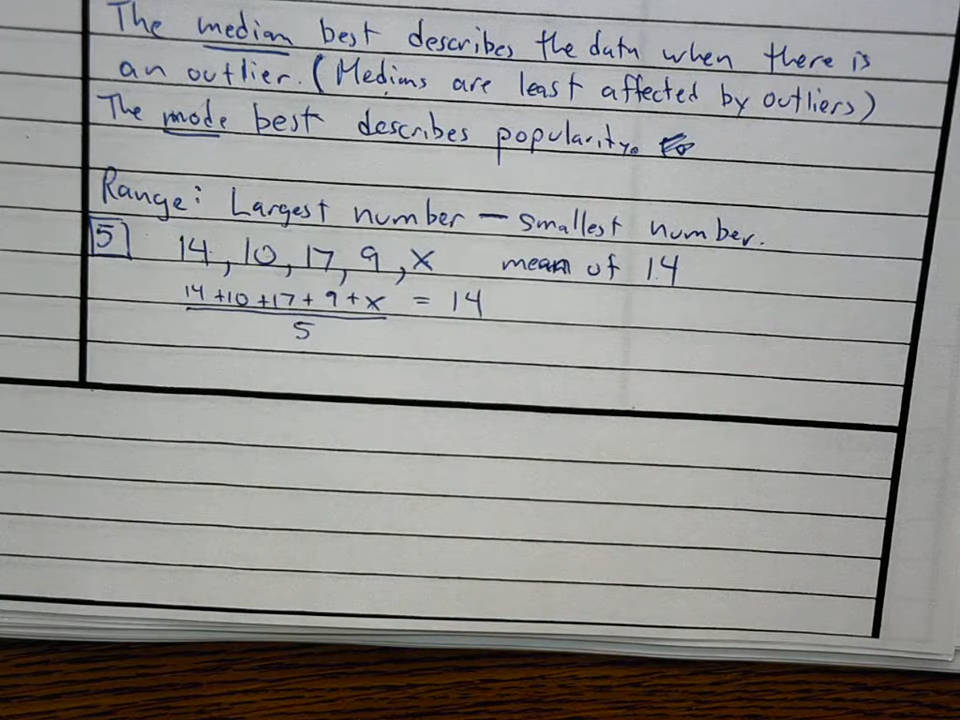 The median best describes the data when there is
an outlier. (Medians are least affected by outliers)
The mode best describes popularity.
Range: Largest number — smallest number.
5 14, 10, 17, 9, x mean of 14
14 + 10 + 17 + 9 + x = 14
5